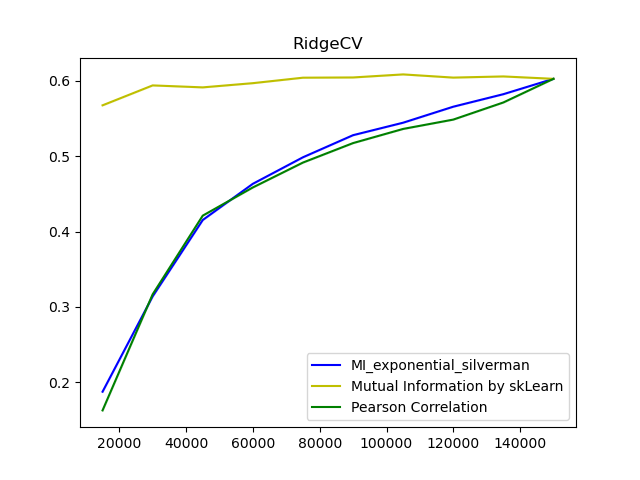 RidgeCV
0.6
0.5
0.4
0.3
0.2
MI_exponential_silverman
Mutual Information by skLearn
Pearson Correlation
20000 40000 60000 80000 100000 120000 140000